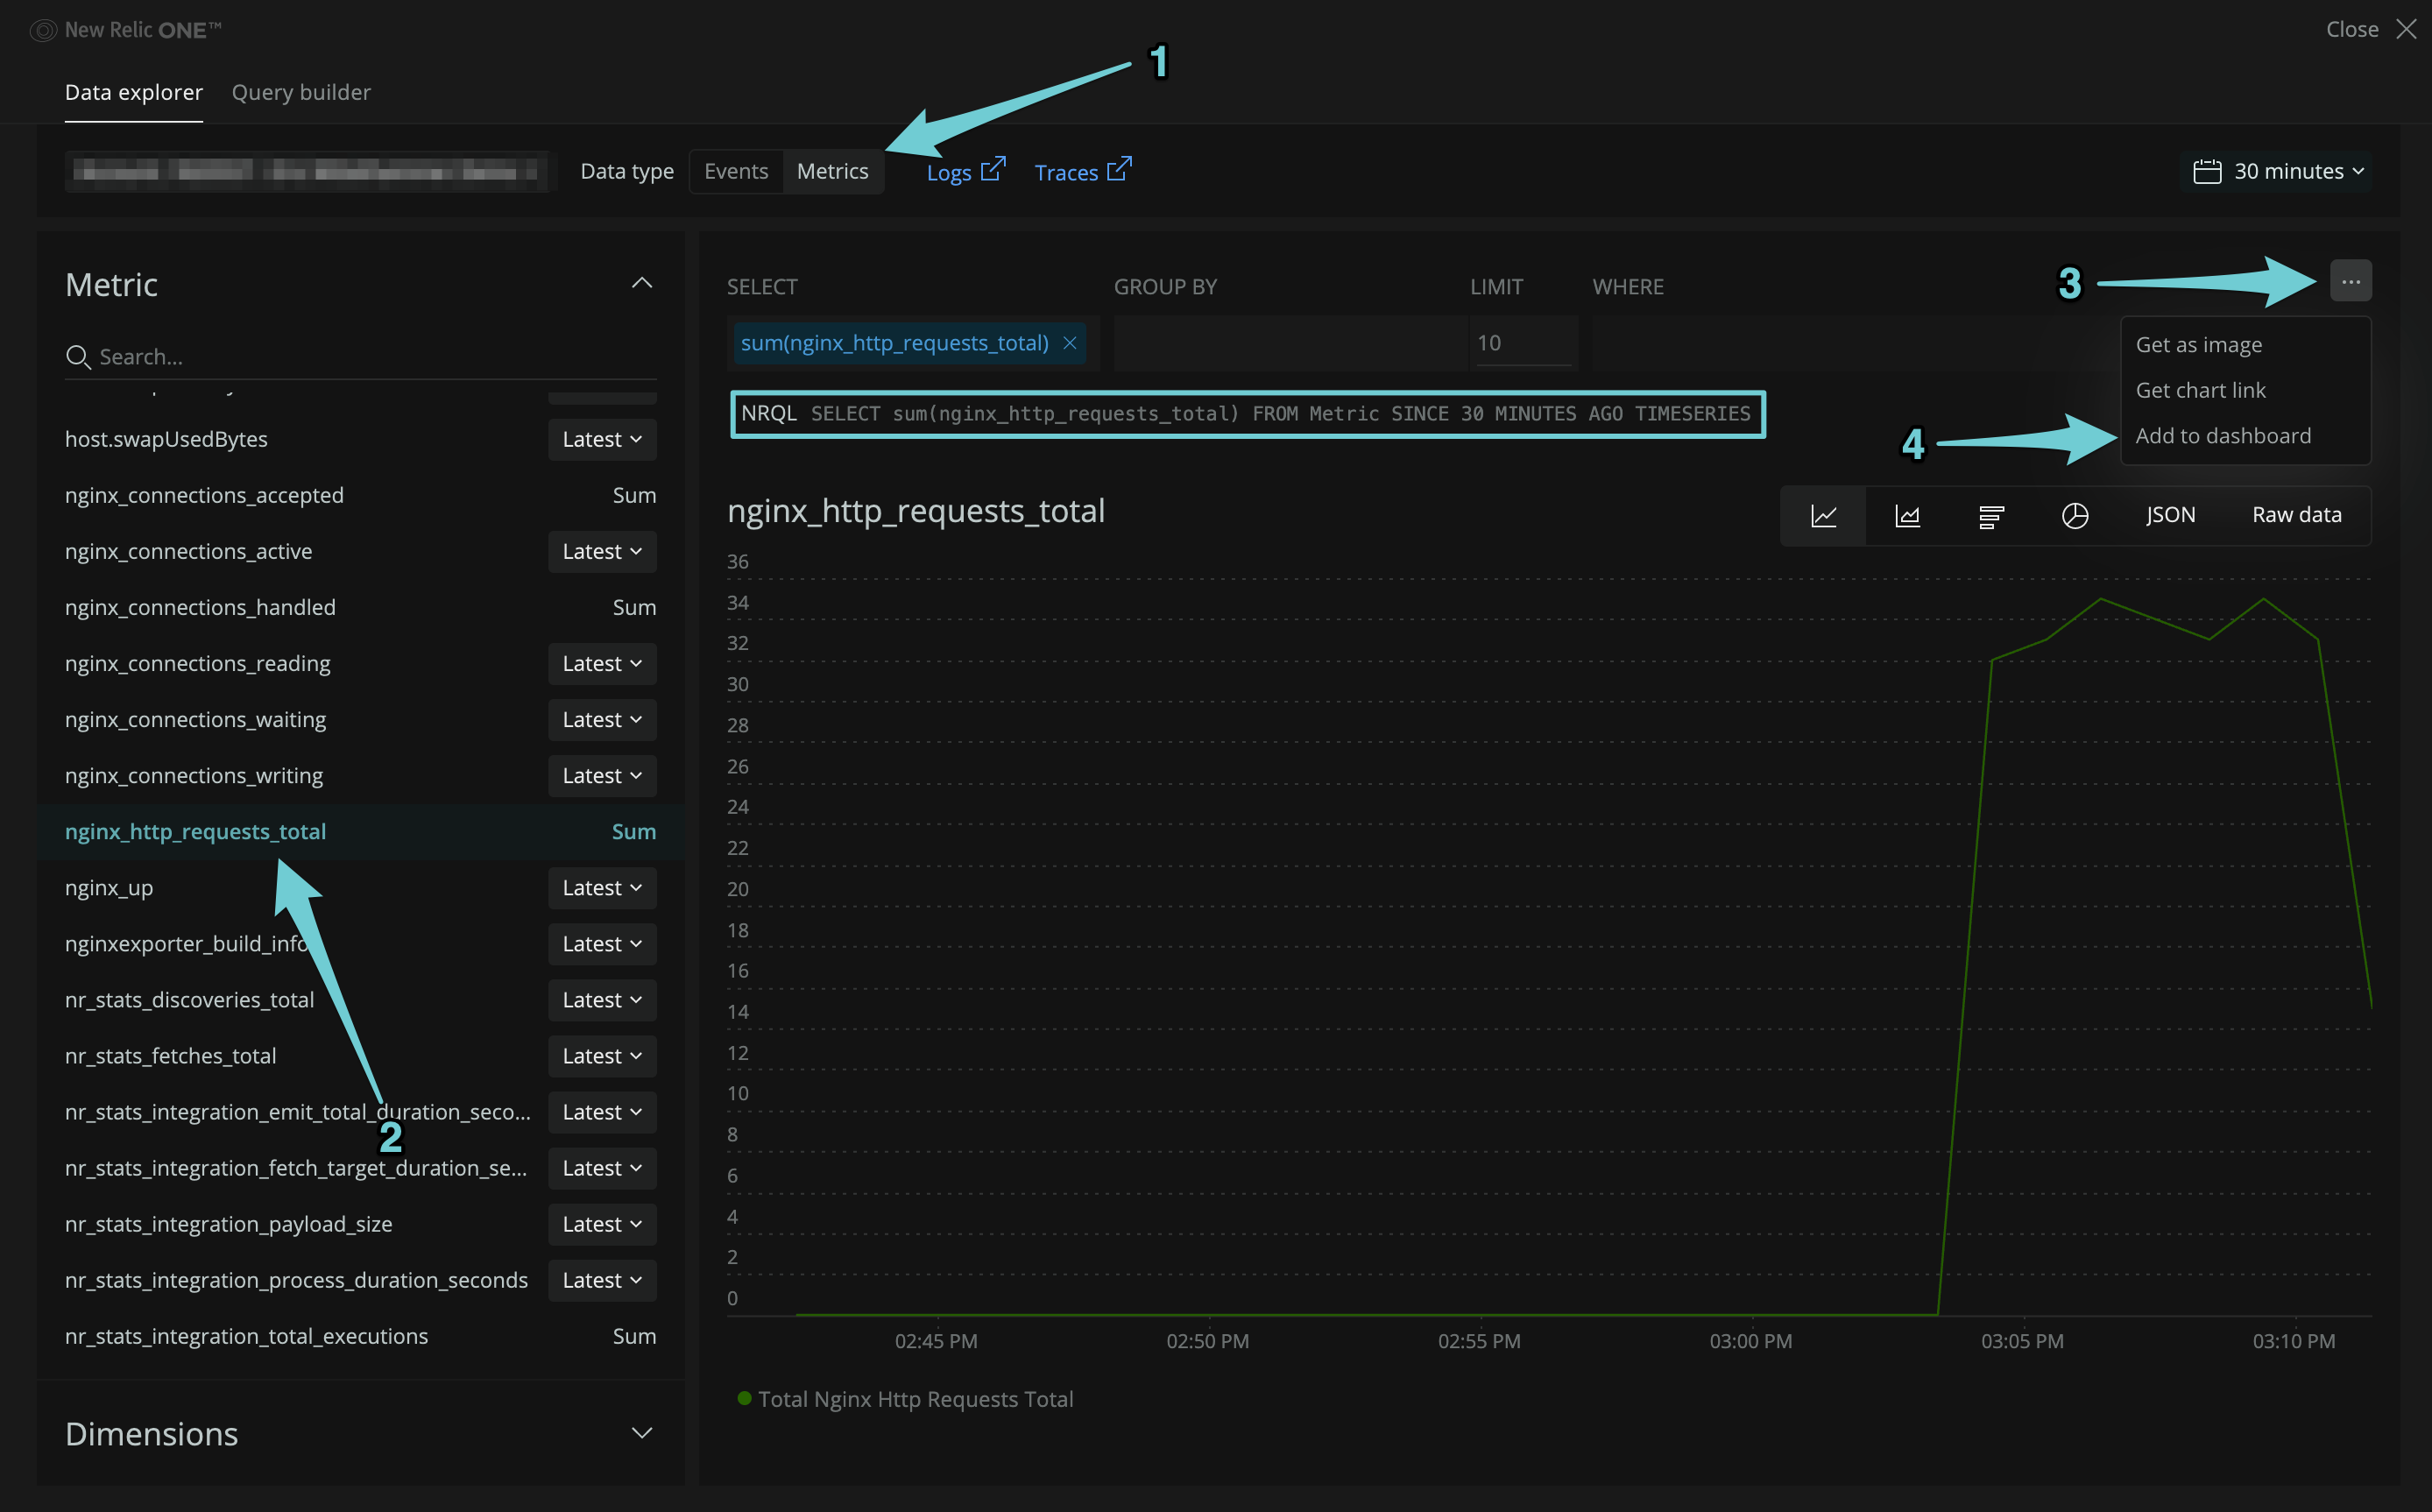 New Relic ONE™
Close
Data explorer Query builder
1
Data type Events Metrics Logs Traces 30 minutes
Metric
Search...
host.swapUsedBytes Latest
nginx_connections_accepted Sum
nginx_connections_active Latest
nginx_connections_handled Sum
nginx_connections_reading Latest
nginx_connections_waiting Latest
nginx_connections_writing Latest
nginx_http_requests_total Sum
nginx_up Latest
nginxexporter_build_info Latest
nr_stats_discoveries_total Latest
nr_stats_fetches_total Latest
nr_stats_integration_emit_total_duration_seco... Latest
2
nr_stats_integration_fetch_target_duration_se... Latest
nr_stats_integration_payload_size Latest
nr_stats_integration_process_duration_seconds Latest
nr_stats_integration_total_executions Sum
Dimensions
SELECT GROUP BY LIMIT WHERE
3
...
sum(nginx_http_requests_total) 10
Get as image
Get chart link
4
Add to dashboard
NRQL SELECT sum(nginx_http_requests_total) FROM Metric SINCE 30 MINUTES AGO TIMESERIES
nginx_http_requests_total
JSON Raw data
36
34
32
30
28
26
24
22
20
18
16
14
12
10
8
6
4
2
0
02:45 PM 02:50 PM 02:55 PM 03:00 PM 03:05 PM 03:10 PM
Total Nginx Http Requests Total